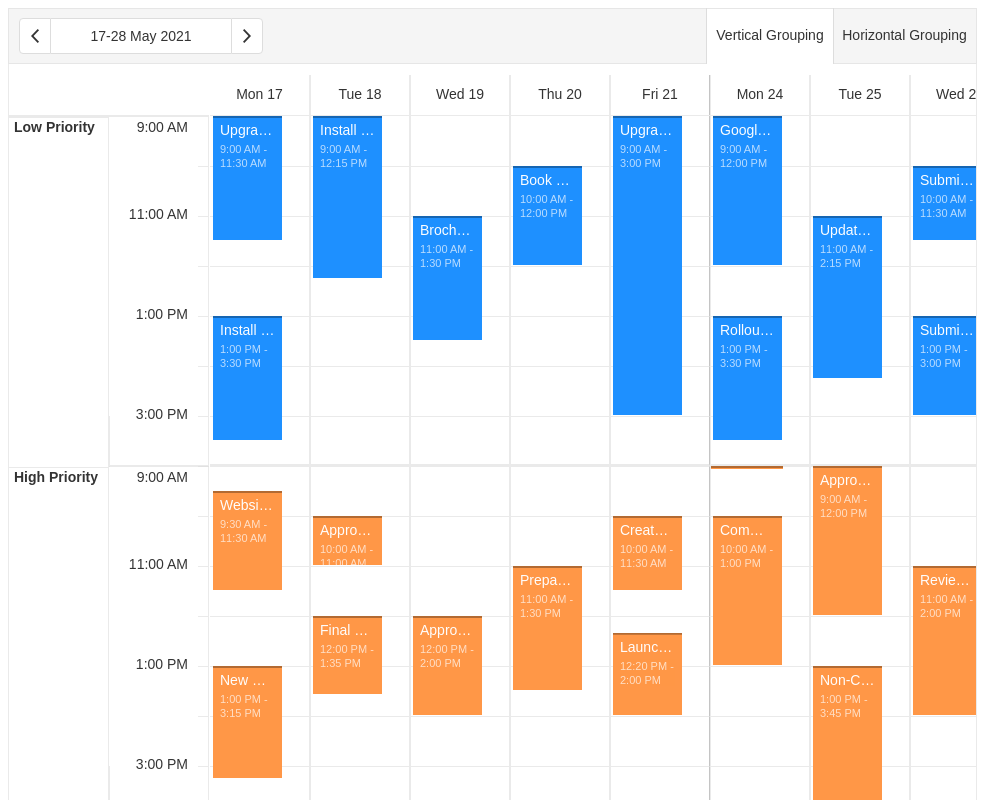 17-28 May 2021
Vertical Grouping
Horizontal Grouping
Mon 17
Tue 18
Wed 19
Thu 20
Fri 21
Mon 24
Tue 25
Wed 2
Low Priority
9:00 AM
11:00 AM
1:00 PM
3:00 PM
Upgra…
9:00 AM -
11:30 AM
Install …
1:00 PM -
3:30 PM
Install …
9:00 AM -
12:15 PM
Broch…
11:00 AM -
1:30 PM
Book …
10:00 AM -
12:00 PM
Upgra…
9:00 AM -
3:00 PM
Googl…
9:00 AM -
12:00 PM
Rollou…
1:00 PM -
3:30 PM
Updat…
11:00 AM -
2:15 PM
Submi…
10:00 AM -
11:30 AM
Submi…
1:00 PM -
3:00 PM
High Priority
9:00 AM
11:00 AM
1:00 PM
3:00 PM
Websi…
9:30 AM -
11:30 AM
New …
1:00 PM -
3:15 PM
Appro…
10:00 AM -
11:00 AM
Final …
12:00 PM -
1:35 PM
Appro…
12:00 PM -
2:00 PM
Prepa…
11:00 AM -
1:30 PM
Creat…
10:00 AM -
11:30 AM
Launc…
12:20 PM -
2:00 PM
Com…
10:00 AM -
1:00 PM
Appro…
9:00 AM -
12:00 PM
Non-C…
1:00 PM -
3:45 PM
Revie…
11:00 AM -
2:00 PM